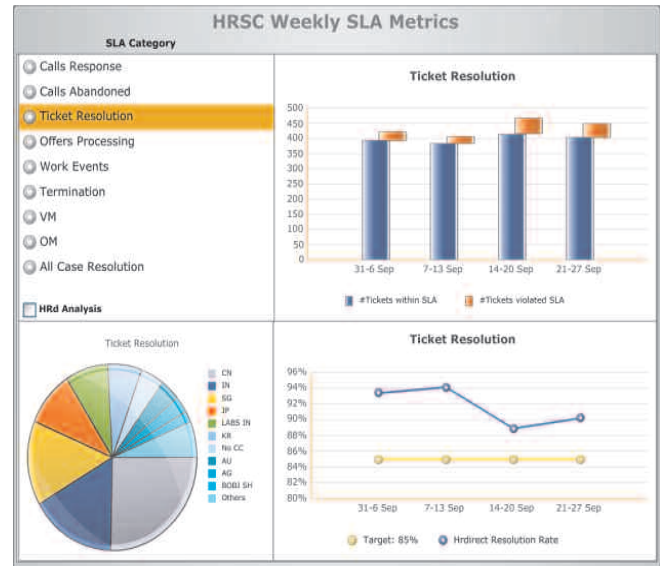 HRSC Weekly SLA Metrics
SLA Category
Calls Response
Calls Abandoned
Ticket Resolution
Offers Processing
Work Events
Termination
VM
OM
All Case Resolution
HRd Analysis
Ticket Resolution
500
450
400
350
300
250
200
150
100
50
0
31-6 Sep 7-13 Sep 14-20 Sep 21-27 Sep
#Tickets within SLA #Tickets violated SLA
Ticket Resolution
CN
IN
SG
JP
LABS IN
KR
No CC
AU
AG
BOBJ SH
Others
Ticket Resolution
96%
94%
92%
90%
88%
86%
84%
82%
80%
31-6 Sep 7-13 Sep 14-20 Sep 21-27 Sep
Target: 85% Hrdirect Resolution Rate